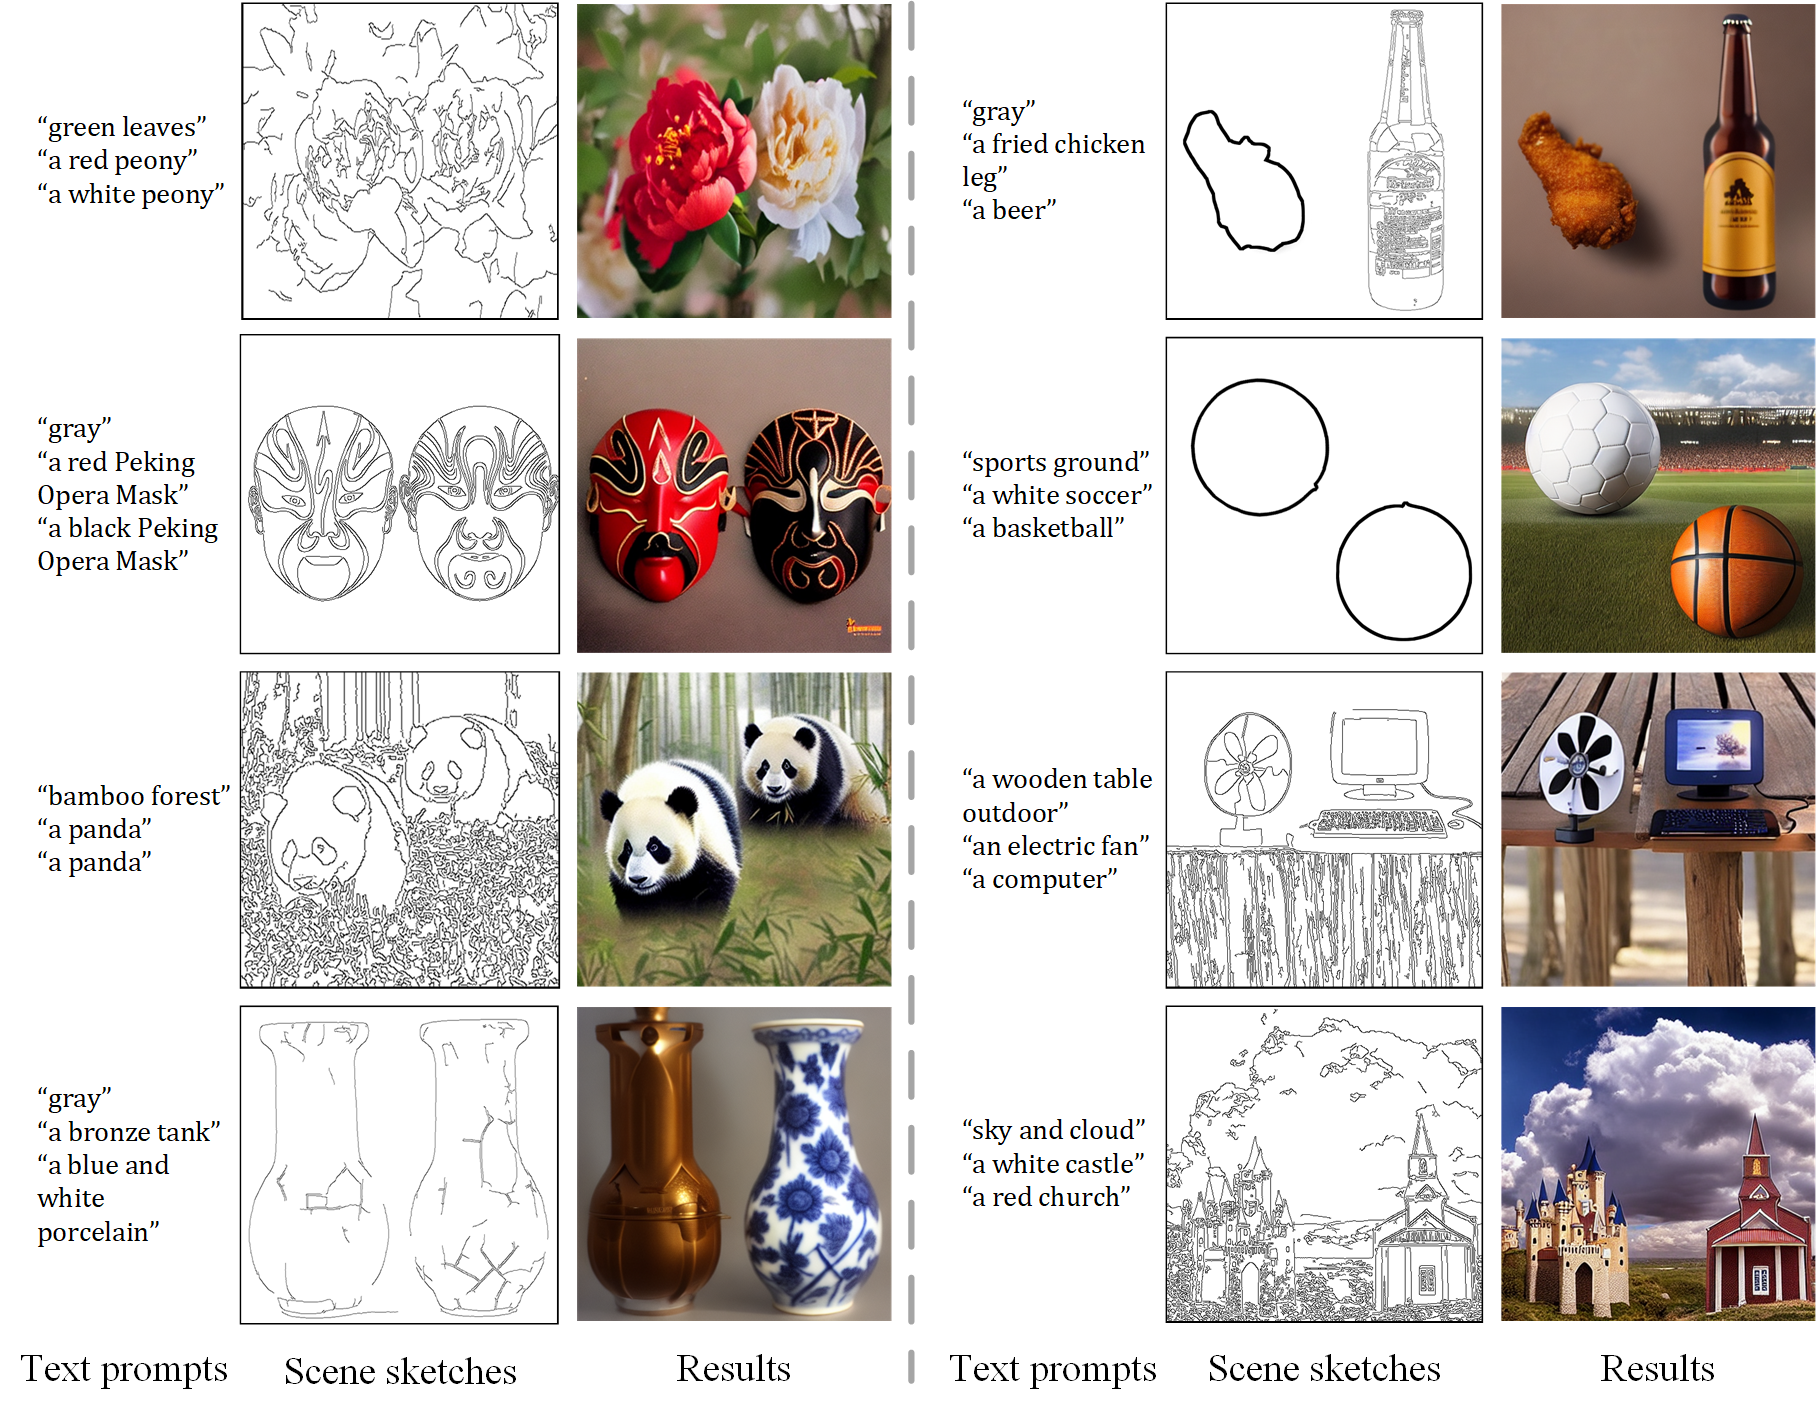 “green leaves”
“a red peony”
“a white peony”
“gray”
“a red Peking
Opera Mask”
“a black Peking
Opera Mask”
“bamboo forest”
“a panda”
“a panda”
“gray”
“a bronze tank”
“a blue and
white
porcelain”
Text prompts
Scene sketches
Results
“gray”
“a fried chicken
leg”
“a beer”
“sports ground”
“a white soccer”
“a basketball”
“a wooden table
outdoor”
“an electric fan”
“a computer”
“sky and cloud”
“a white castle”
“a red church”
Text prompts
Scene sketches
Results